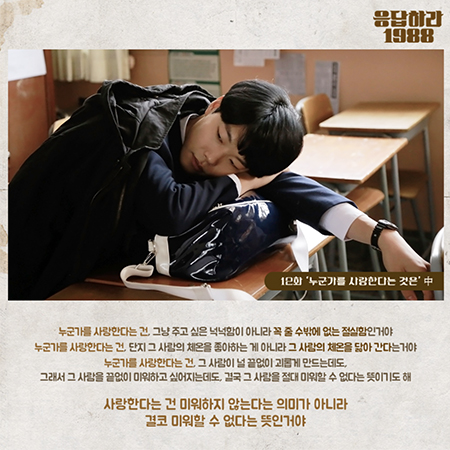 응답하라
1988
12화 '누군가를 사랑한다는 것은' 中
누군가를 사랑한다는 건, 그냥 주고 싶은 넉넉함이 아니라 꼭 줄 수밖에 없는 절실함인거야
누군가를 사랑한다는 건, 단지 그 사람의 체온을 좋아하는 게 아니라 그 사람의 체온을 닮아 간다는거야
누군가를 사랑한다는 건, 그 사람이 널 끝없이 괴롭게 만든데도,
그래서 그 사람을 끝없이 미워하고 싶어지는데도, 결국 그 사람을 절대 미워할 수 없다는 뜻이기도 해
사랑한다는 건 미워하지 않는다는 의미가 아니라
결코 미워할 수 없다는 뜻인거야